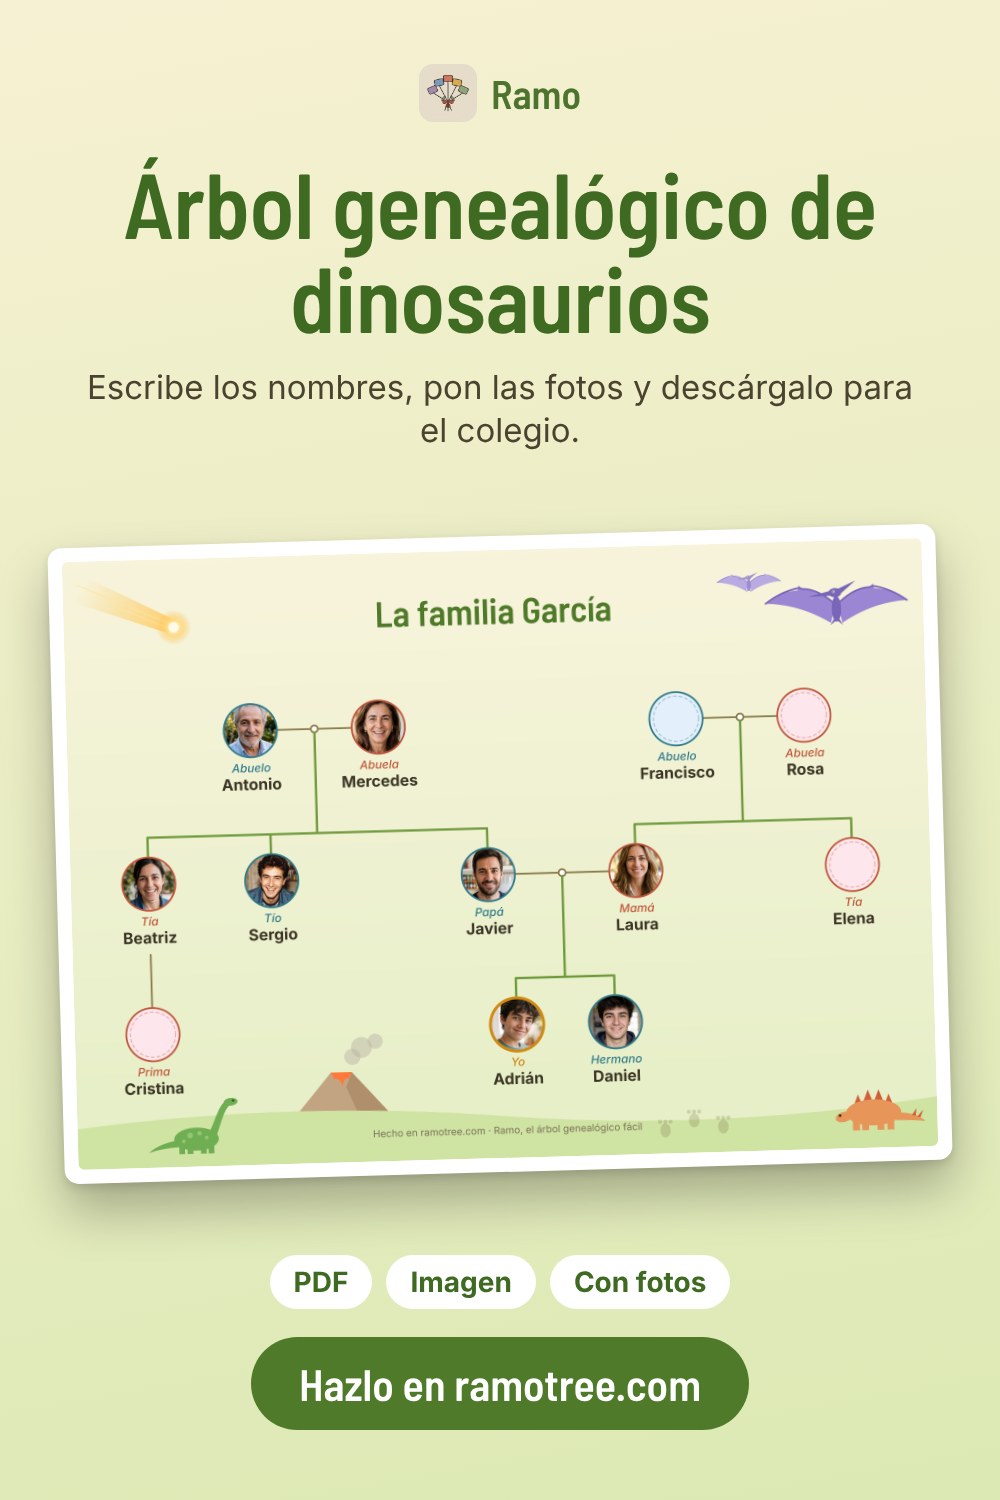 Ramo
Árbol genealógico de
dinosaurios
Escribe los nombres, pon las fotos y descárgalo para
el colegio.
La familia García
Abuelo
Antonio
Abuela
Mercedes
Abuelo
Francisco
Abuela
Rosa
Tía
Beatriz
Tío
Sergio
Papá
Javier
Mamá
Laura
Tía
Elena
Prima
Cristina
Yo
Adrián
Hermano
Daniel
Hecho en ramotree.com · Ramo, el árbol genealógico fácil
PDF
Imagen
Con fotos
Hazlo en ramotree.com